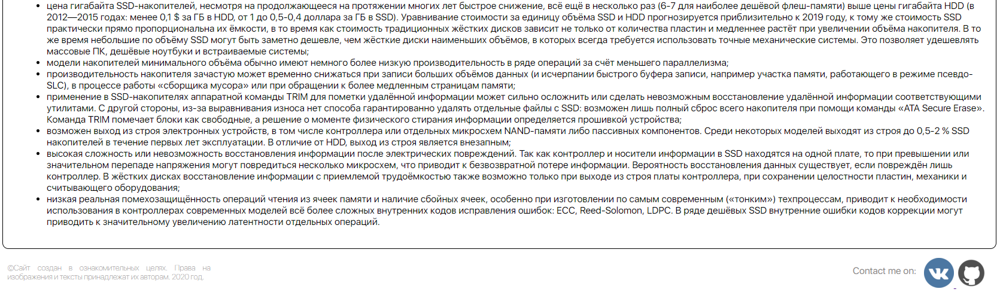 • цена гигабайта SSD-накопителей, несмотря на продолжающееся на протяжении многих лет быстрое снижение, всё ещё в несколько раз (6-7 для наиболее дешёвой флеш-памяти) выше цены гигабайта HDD (в
2012—2015 годах: менее 0,1 $ за ГБ в HDD, от 1 до 0,5-0,4 доллара за ГБ в SSD). Уравнивание стоимости за единицу объёма SSD и HDD прогнозируется приблизительно к 2019 году, к тому же стоимость SSD
практически прямо пропорциональна их ёмкости, в то время как стоимость традиционных жёстких дисков зависит не только от количества пластин и медленнее растёт при увеличении объёма накопителя. В то
же время небольшие по объёму SSD могут быть заметно дешевле, чем жёсткие диски наименьших объёмов, в которых всегда требуется использовать точные механические системы. Это позволяет удешевлять
массовые ПК, дешёвые ноутбуки и встраиваемые системы;
• модели накопителей минимального объёма обычно имеют немного более низкую производительность в ряде операций за счёт меньшего параллелизма;
• производительность накопителя зачастую может временно снижаться при записи больших объёмов данных (и исчерпании быстрого буфера записи, например участка памяти, работающего в режиме псевдо-
SLC), в процессе работы «сборщика мусора» или при обращении к более медленным страницам памяти;
• применение в SSD-накопителях аппаратной команды TRIM для пометки удалённой информации может сильно осложнить или сделать невозможным восстановление удалённой информации соответствующими
утилитами. С другой стороны, из-за выравнивания износа нет способа гарантированно удалять отдельные файлы с SSD: возможен лишь полный сброс всего накопителя при помощи команды «ATA Secure Erase».
Команда TRIM помечает блоки как свободные, а решение о моменте физического стирания информации определяется прошивкой устройства;
• возможен выход из строя электронных устройств, в том числе контроллера или отдельных микросхем NAND-памяти либо пассивных компонентов. Среди некоторых моделей выходят из строя до 0,5-2 % SSD
накопителей в течение первых лет эксплуатации. В отличие от HDD, выход из строя является внезапным;
• высокая сложность или невозможность восстановления информации после электрических повреждений. Так как контроллер и носители информации в SSD находятся на одной плате, то при превышении или
значительном перепаде напряжения могут повредиться несколько микросхем, что приводит к безвозвратной потере информации. Вероятность восстановления данных существует, если повреждён лишь
контроллер. В жёстких дисках восстановление информации с приемлемой трудоёмкостью также возможно только при выходе из строя платы контроллера, при сохранении целостности пластин, механики и
считывающего оборудования;
• низкая реальная помехозащищённость операций чтения из ячеек памяти и наличие сбойных ячеек, особенно при изготовлении по самым современным («тонким») техпроцессам, приводит к необходимости
использования в контроллерах современных моделей всё более сложных внутренних кодов исправления ошибок: ECC, Reed-Solomon, LDPC. В ряде дешёвых SSD внутренние ошибки кодов коррекции могут
приводить к значительному увеличению латентности отдельных операций.
©Сайт создан в ознакомительных целях. Права на
изображения и тексты принадлежат их авторам. 2020 год.
Contact me on: